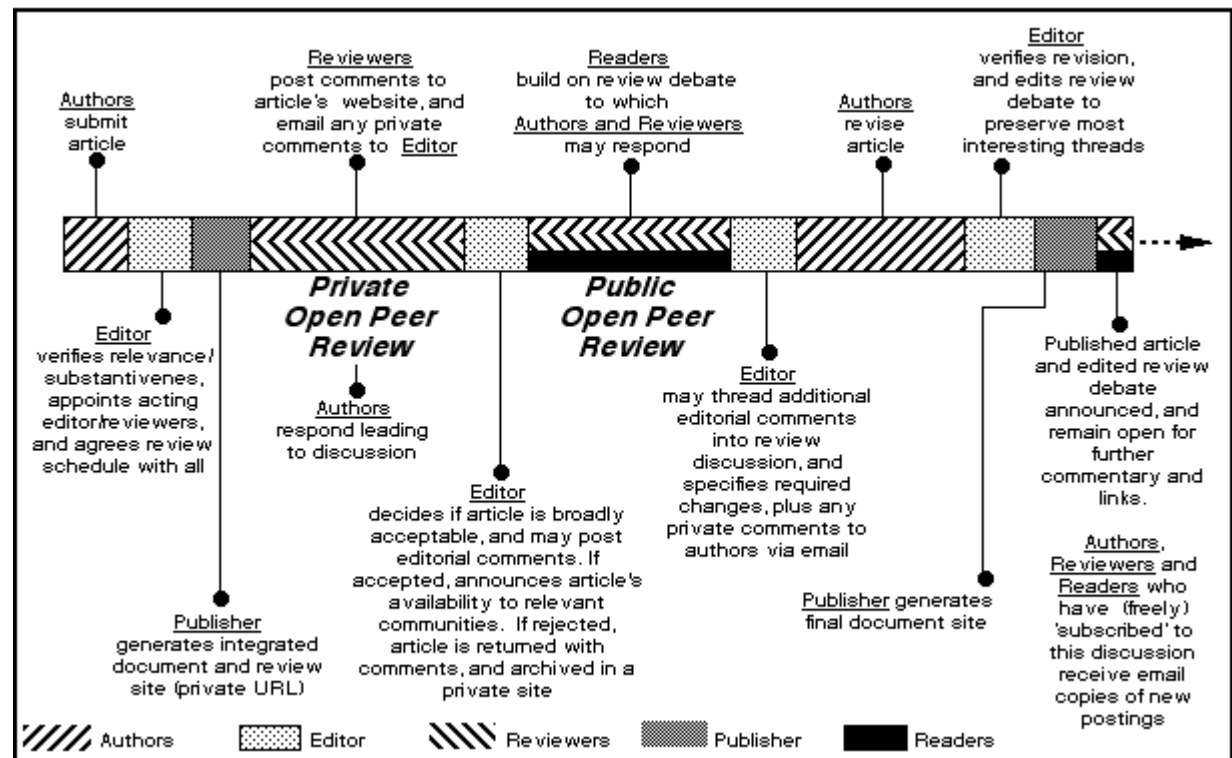 Authors
submit
article
Reviewers
post comments to
article's website, and
email any private
comments to Editor
Readers
build on review debate
to which
Authors and Reviewers
may respond
Authors
revise
article
Editor
verifies revision,
and edits review
debate to
preserve most
interesting threads
Private
Open Peer
Review
Public
Open Peer
Review
Editor
verifies relevance/
substantivenes,
appoints acting
editor/reviewers,
and agrees review
schedule with all
Publisher
generates integrated
document and review
site (private URL)
Authors
respond leading
to discussion
Editor
decides if article is broadly
acceptable, and may post
editorial comments. If
accepted, announces article's
availability to relevant
communities. If rejected,
article is returned with
comments, and archived in a
private site
Editor
may thread additional
editorial comments
into review
discussion, and
specifies required
changes, plus any
private comments to
authors via email
Publisher generates
final document site
Published article
and edited review
debate
announced, and
remain open for
further
commentary and
links.
Authors,
Reviewers and
Readers who
have (freely)
'subscribed' to
this discussion
receive email
copies of new
postings
Authors
Editor
Reviewers
Publisher
Readers